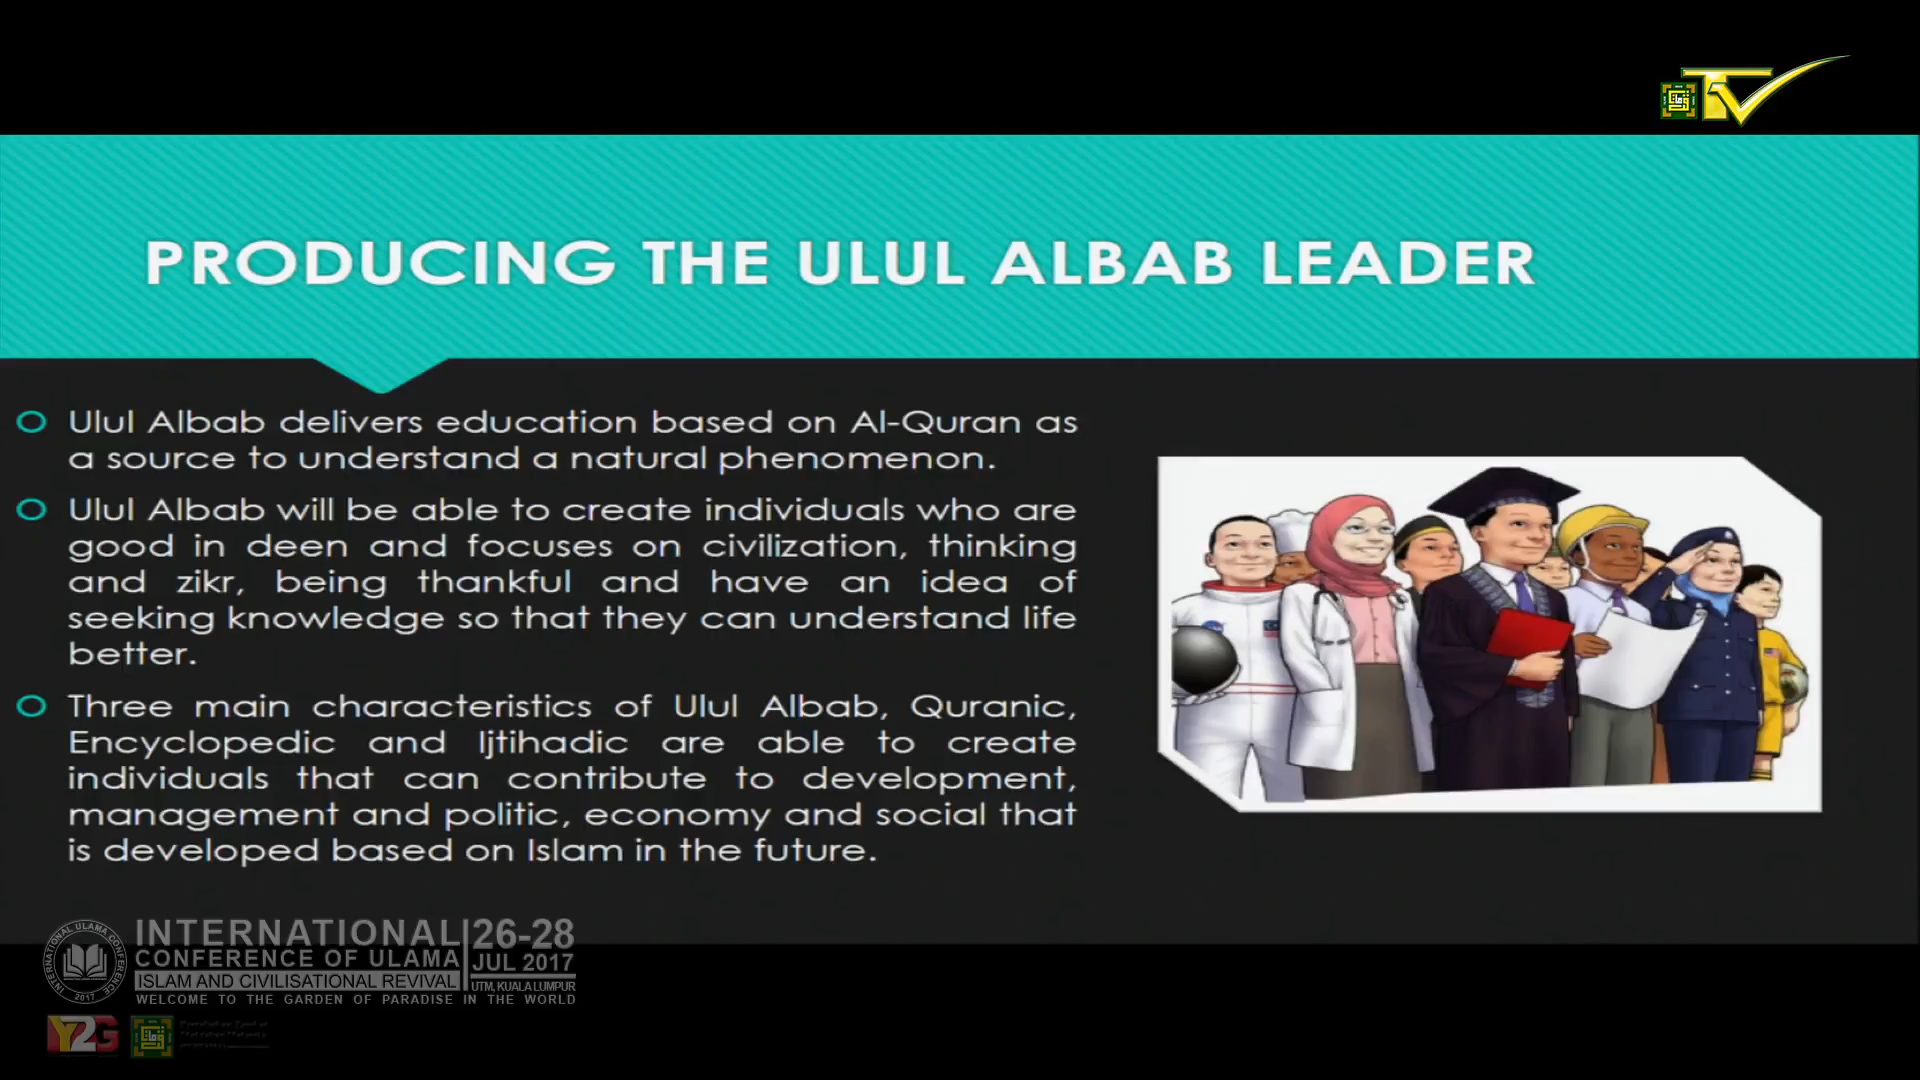 TV
PRODUCING THE ULUL ALBAB LEADER
Ulul Albab delivers education based on Al-Quran as
a source to understand a natural phenomenon.
Ulul Albab will be able to create individuals who are
good in deen and focuses on civilization, thinking
and zikr, being thankful and have an idea of
seeking knowledge so that they can understand life
better.
Three main characteristics of Ulul Albab, Quranic,
Encyclopedic and Ijtihadic are able to create
individuals that can contribute to development,
management and politic, economy and social that
is developed based on Islam in the future.
INTERNATIONAL ULAMA CONFERENCE
2017
INTERNATIONAL
CONFERENCE OF ULAMA
ISLAM AND CIVILISATIONAL REVIVAL
26-28
JUL 2017
UTM, KUALA LUMPUR
WELCOME TO THE GARDEN OF PARADISE IN THE WORLD
Y2G